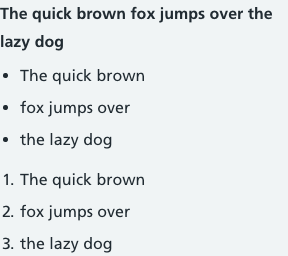 The quick brown fox jumps over the
lazy dog
• The quick brown
• fox jumps over
• the lazy dog
1. The quick brown
2. fox jumps over
3. the lazy dog